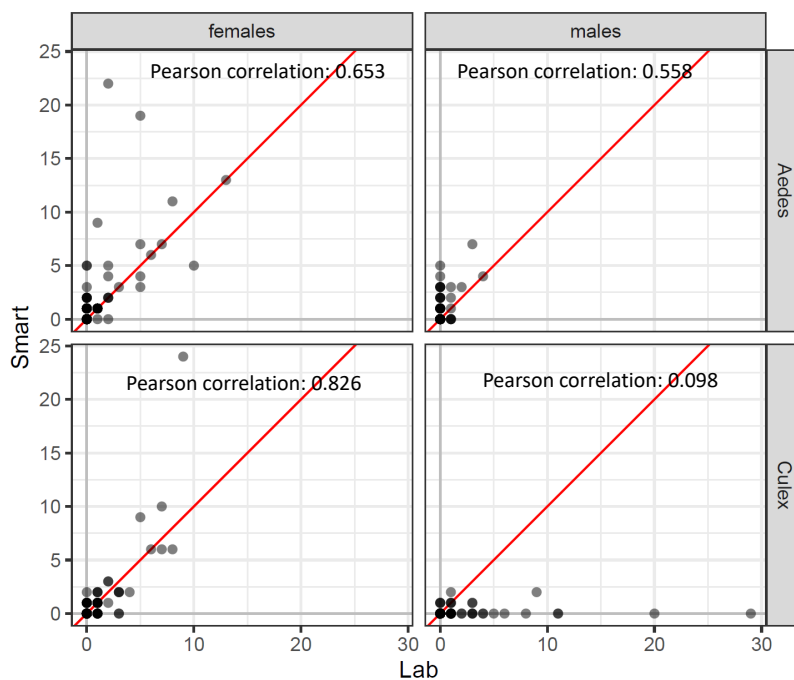 females
males
25
20
15
10
5
0
Pearson correlation: 0.653
Pearson correlation: 0.558
Aedes
Smart
25
20
15
10
5
0
Pearson correlation: 0.826
Pearson correlation: 0.098
Culex
0
10
20
30
0
10
20
30
Lab